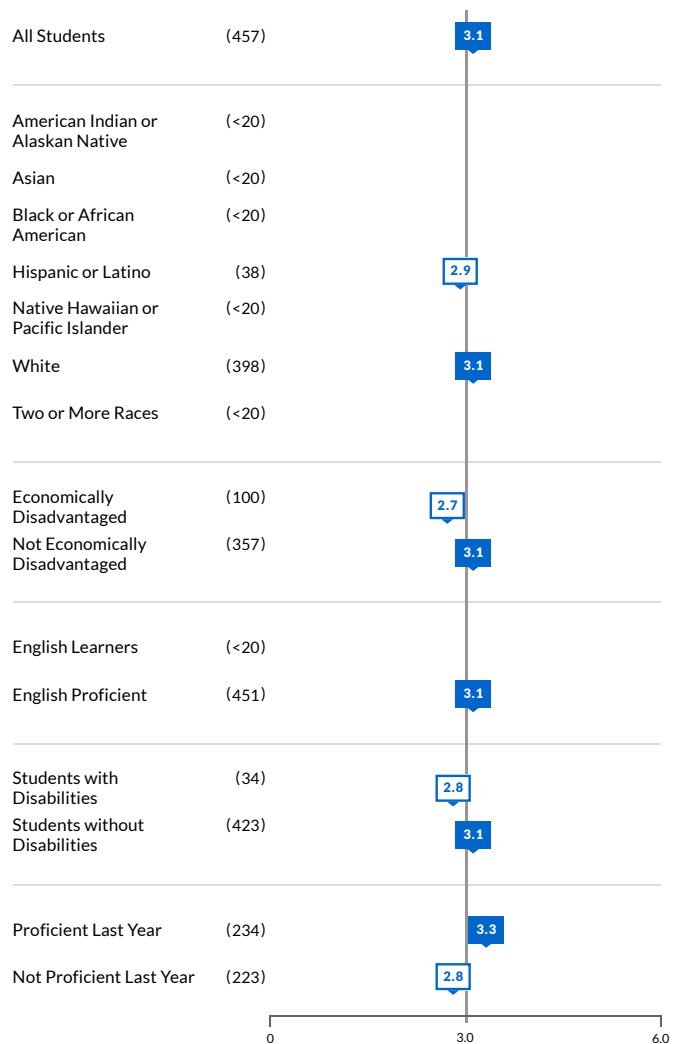 All Students (457) 3.1
American Indian or
Alaskan Native (<20)
Asian (<20)
Black or African
American (<20)
Hispanic or Latino (38) 2.9
Native Hawaiian or
Pacific Islander (<20)
White (398) 3.1
Two or More Races (<20)
Economically
Disadvantaged (100) 2.7
Not Economically
Disadvantaged (357) 3.1
English Learners (<20)
English Proficient (451) 3.1
Students with
Disabilities (34) 2.8
Students without
Disabilities (423) 3.1
Proficient Last Year (234) 3.3
Not Proficient Last Year (223) 2.8
0 3.0 6.0